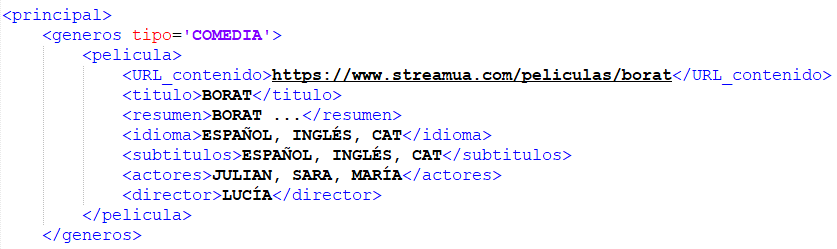 <principal>
<generos tipo='COMEDIA'>
<pelicula>
<URL_contenido>https://www.streamua.com/peliculas/borat</URL_contenido>
<titulo>BORAT</titulo>
<resumen>BORAT ...</resumen>
<idioma>ESPAÑOL, INGLÉS, CAT</idioma>
<subtitulos>ESPAÑOL, INGLÉS, CAT</subtitulos>
<actores>JULIAN, SARA, MARÍA</actores>
<director>LUCÍA</director>
</pelicula>
</generos>